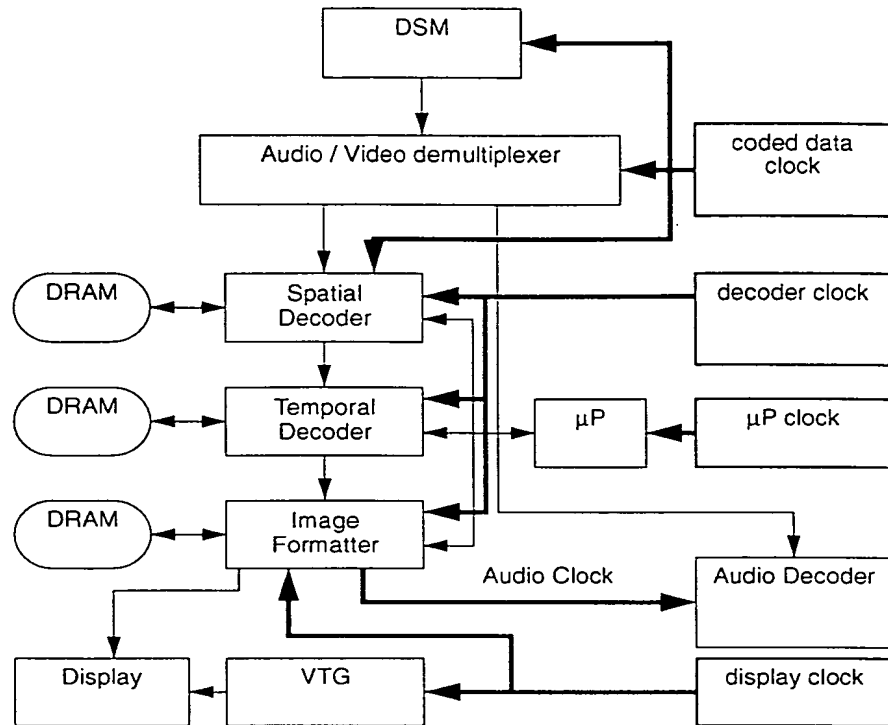 DSM
Audio / Video demultiplexer
coded data
clock
DRAM
Spatial
Decoder
decoder clock
DRAM
Temporal
Decoder
µP
µP clock
DRAM
Image
Formatter
Audio Clock
Audio Decoder
Display
VTG
display clock